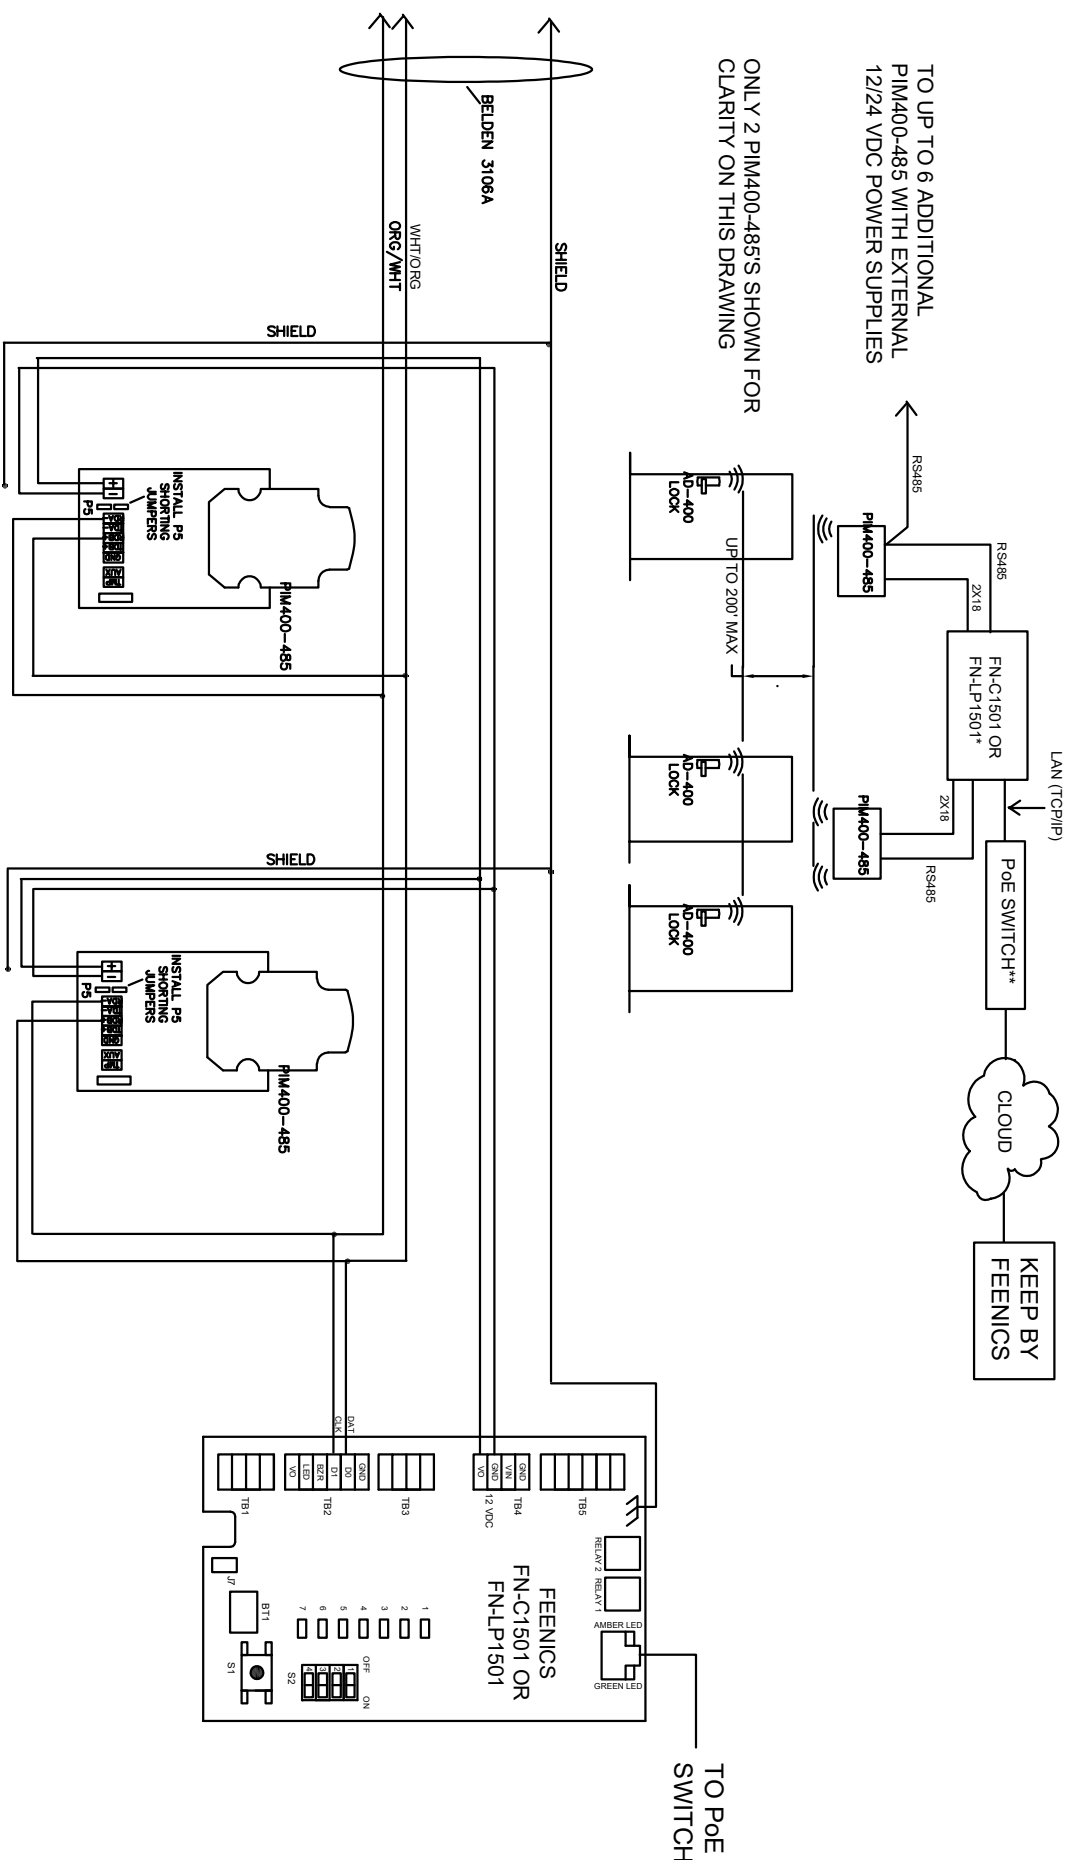 TO UP TO 6 ADDITIONAL
PIM400-485 WITH EXTERNAL
12/24 VDC POWER SUPPLIES
ONLY 2 PIM400-485'S SHOWN FOR
CLARITY ON THIS DRAWING
RS485
PIM400-485
RS485
2X18
FN-C1501 OR
FN-LP1501*
LAN (TCP/IP)
2X18
RS485
PIM400-485
PoE SWITCH**
CLOUD
KEEP BY
FEENICS
AD-400
LOCK
UP TO 200' MAX
AD-400
LOCK
AD-400
LOCK
BELDEN 3106A
SHIELD
WHT/ORG
ORG/WHT
SHIELD
INSTALL P5
SHORTING
JUMPERS
P5
+
-
PIM400-485
SHIELD
INSTALL P5
SHORTING
JUMPERS
P5
+
-
PIM400-485
DAT
CLK
TB5
GND
VIN
GND
VO
TB4
12 VDC
TB3
GND
D0
D1
BZR
LED
VO
TB2
TB1
RELAY 2
RELAY 1
AMBER LED
GREEN LED
FEENICS
FN-C1501 OR
FN-LP1501
1
2
3
4
5
6
7
J7
BT1
S1
S2
OFF
ON
1
2
3
4
TO PoE
SWITCH